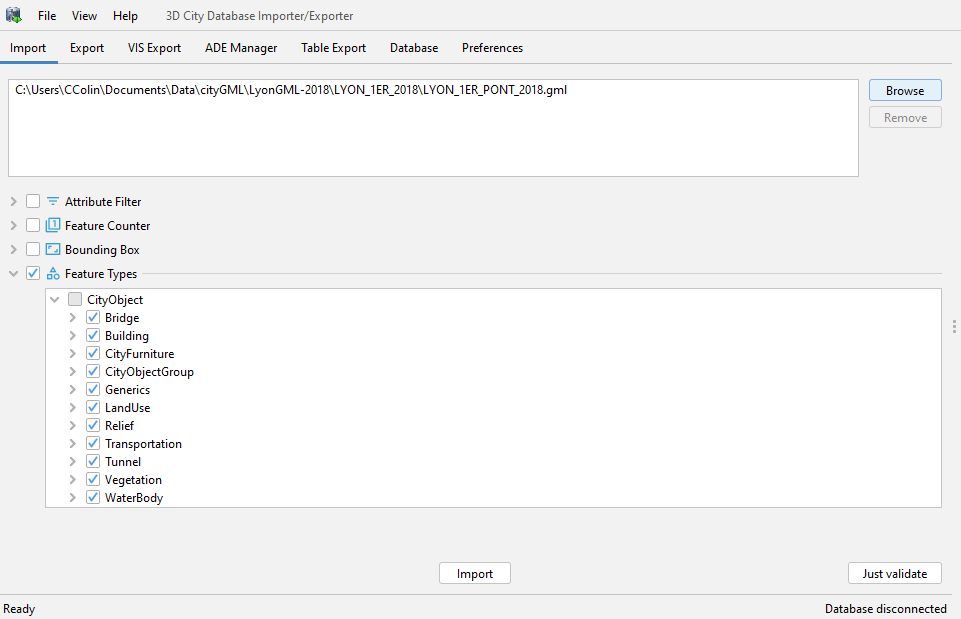 File View Help 3D City Database Importer/Exporter
Import Export VIS Export ADE Manager Table Export Database Preferences
C:\Users\CColin\Documents\Data\cityGML\LyonGML-2018\LYON_1ER_2018\LYON_1ER_PONT_2018.gml
Browse
Remove
Attribute Filter
Feature Counter
Bounding Box
Feature Types
CityObject
Bridge
Building
CityFurniture
CityObjectGroup
Generics
LandUse
Relief
Transportation
Tunnel
Vegetation
WaterBody
Import Just validate
Ready Database disconnected